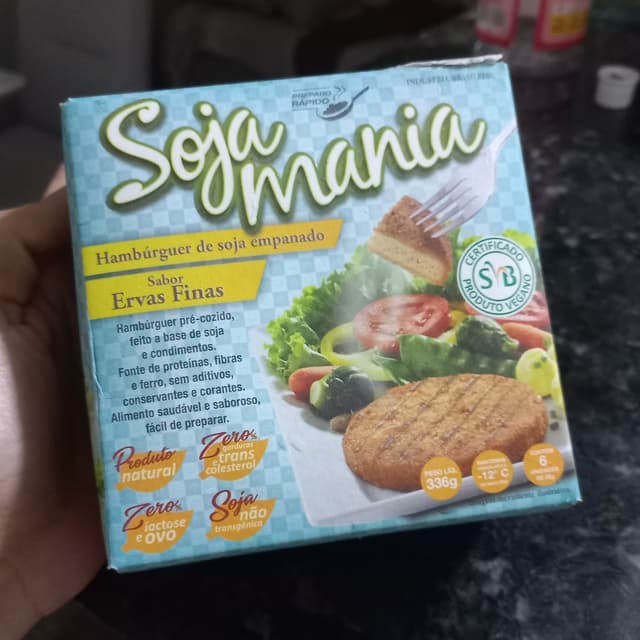 PREPARO
RÁPIDO
Soja
mania
Hambúrguer de soja empanado
Sabor
Ervas Finas
Hambúrguer pré-cozido,
feito a base de soja
e condimentos.
Fonte de proteínas, fibras
e ferro, sem aditivos,
conservantes e corantes.
Alimento saudável e saboroso,
fácil de preparar.
CERTIFICADO
SVB
PRODUTO VEGANO
Produto
natural
Zero%
gorduras
trans
colesterol
Zero%
lactose
e ovo
Soja
não
transgênica
PESO LÍQ.
336g
-12°C
6